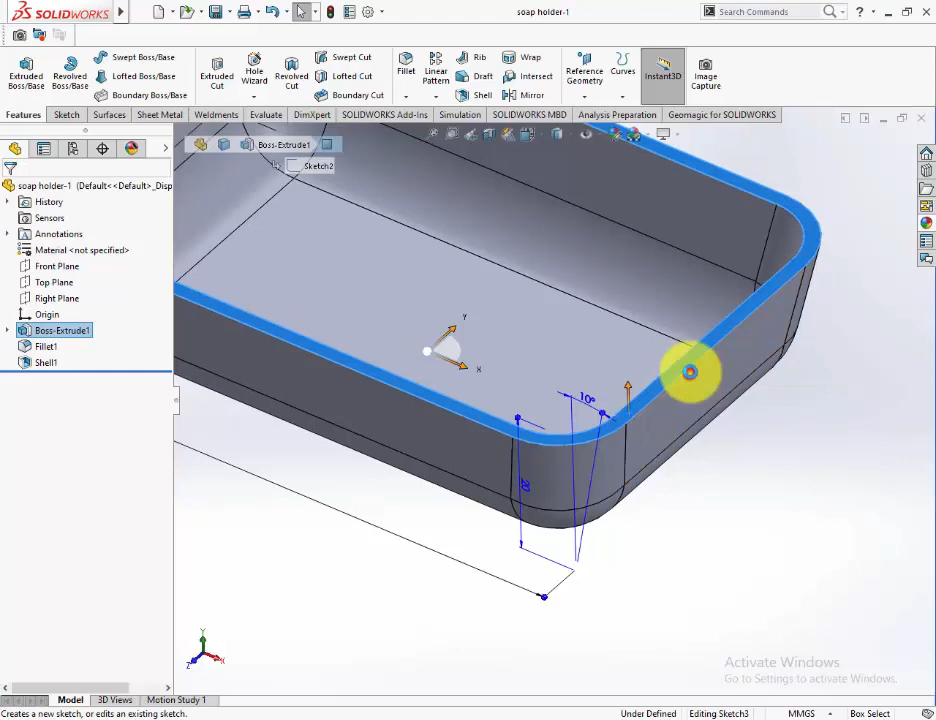 SOLIDWORKS
soap holder-1
Search Commands
Extruded Boss/Base
Revolved Boss/Base
Swept Boss/Base
Lofted Boss/Base
Boundary Boss/Base
Extruded Cut
Hole Wizard
Revolved Cut
Swept Cut
Lofted Cut
Boundary Cut
Fillet
Linear Pattern
Rib
Draft
Shell
Wrap
Intersect
Mirror
Reference Geometry
Curves
Instant3D
Image Capture
Features
Sketch
Surfaces
Sheet Metal
Weldments
Evaluate
DimXpert
SOLIDWORKS Add-Ins
Simulation
SOLIDWORKS MBD
Analysis Preparation
Geomagic for SOLIDWORKS
Boss-Extrude1
Sketch2
soap holder-1 (Default<<Default>_Disp
History
Sensors
Annotations
Material <not specified>
Front Plane
Top Plane
Right Plane
Origin
Boss-Extrude1
Fillet1
Shell1
Y
X
10°
20
Y
X
Z
Activate Windows
Go to Settings to activate Windows.
Model
3D Views
Motion Study 1
Creates a new sketch, or edits an existing sketch.
Under Defined
Editing Sketch3
MMGS
Box Select